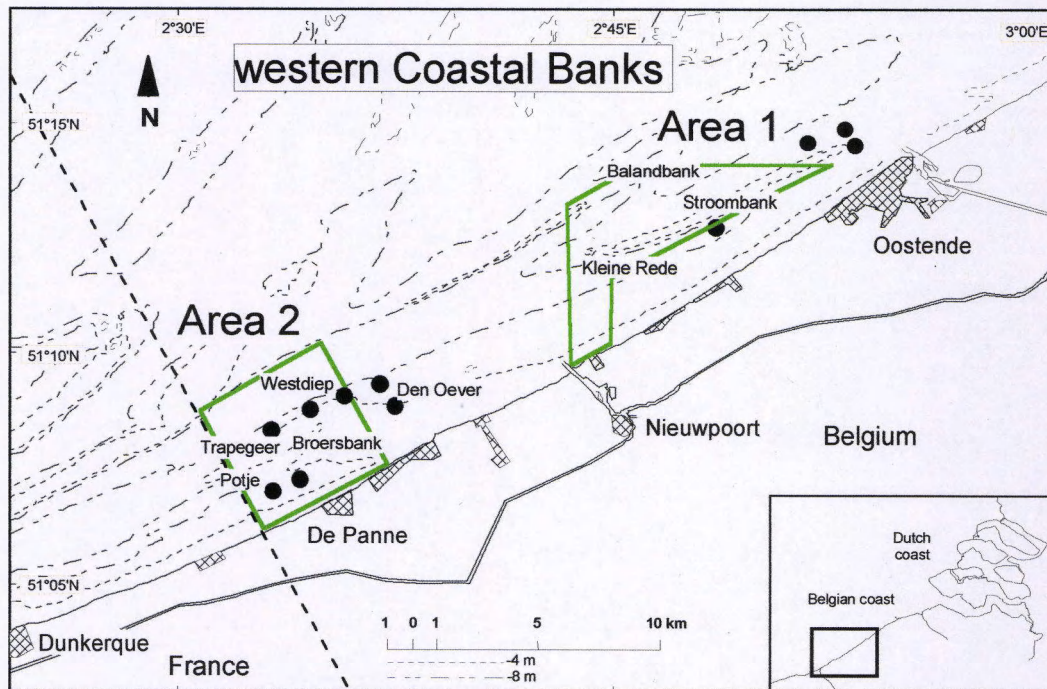 2°30'E
2°45'E
3°00'E
western Coastal Banks
N
51°15'N
Area 1
Balandbank
Stroombank
Oostende
Kleine Rede
Area 2
51°10'N
Westdiep
Den Oever
Trapegeer
Broersbank
Nieuwpoort
Belgium
Potje
De Panne
Dutch
coast
51°05'N
Belgian coast
1 0 1 5 10 km
Dunkerque
France
-4 m
-8 m